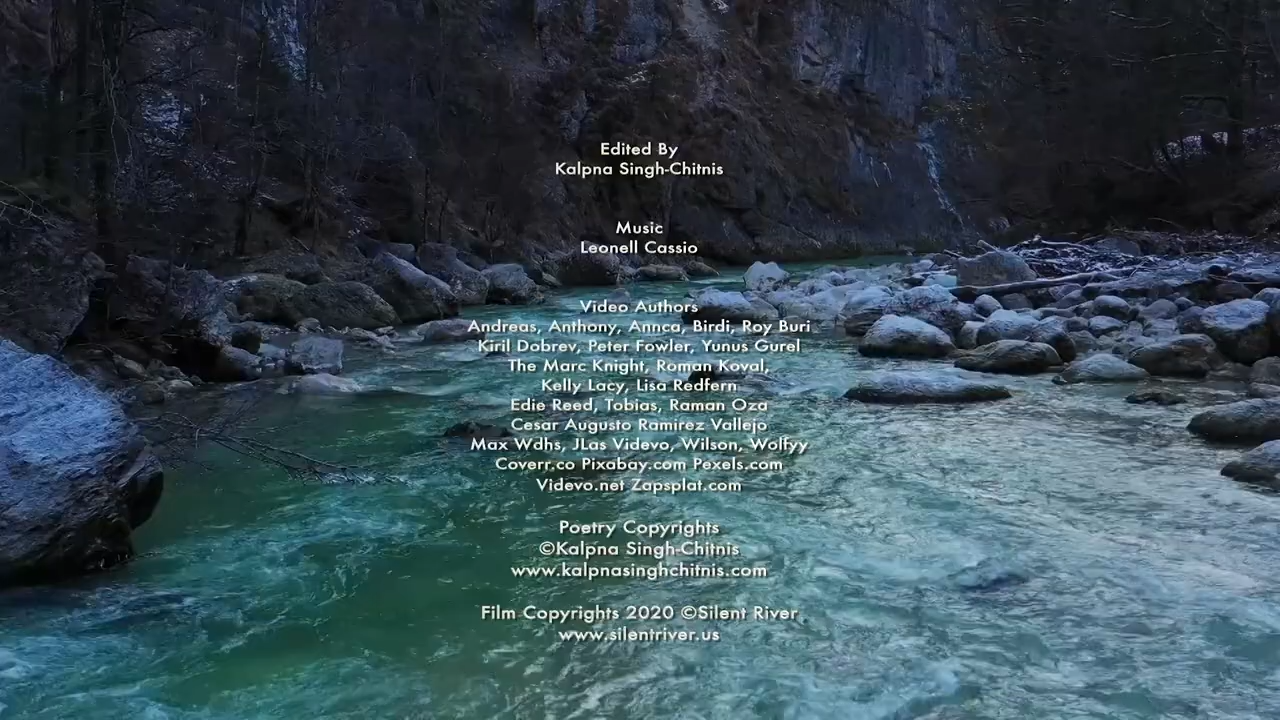 Edited By
Kalpna Singh-Chitnis
Music
Leonell Cassio
Video Authors
Andreas, Anthony, Annca, Birdi, Roy Buri
Kiril Dobrev, Peter Fowler, Yunus Gurel
The Marc Knight, Roman Koval,
Kelly Lacy, Lisa Redfern
Edie Reed, Tobias, Raman Oza
Cesar Augusto Ramirez Vallejo
Max Wdhs, JLas Videvo, Wilson, Wolfyy
Coverr.co Pixabay.com Pexels.com
Videvo.net Zapsplat.com
Poetry Copyrights
©Kalpna Singh-Chitnis
www.kalpnasinghchitnis.com
Film Copyrights 2020 ©Silent River
www.silentriver.us